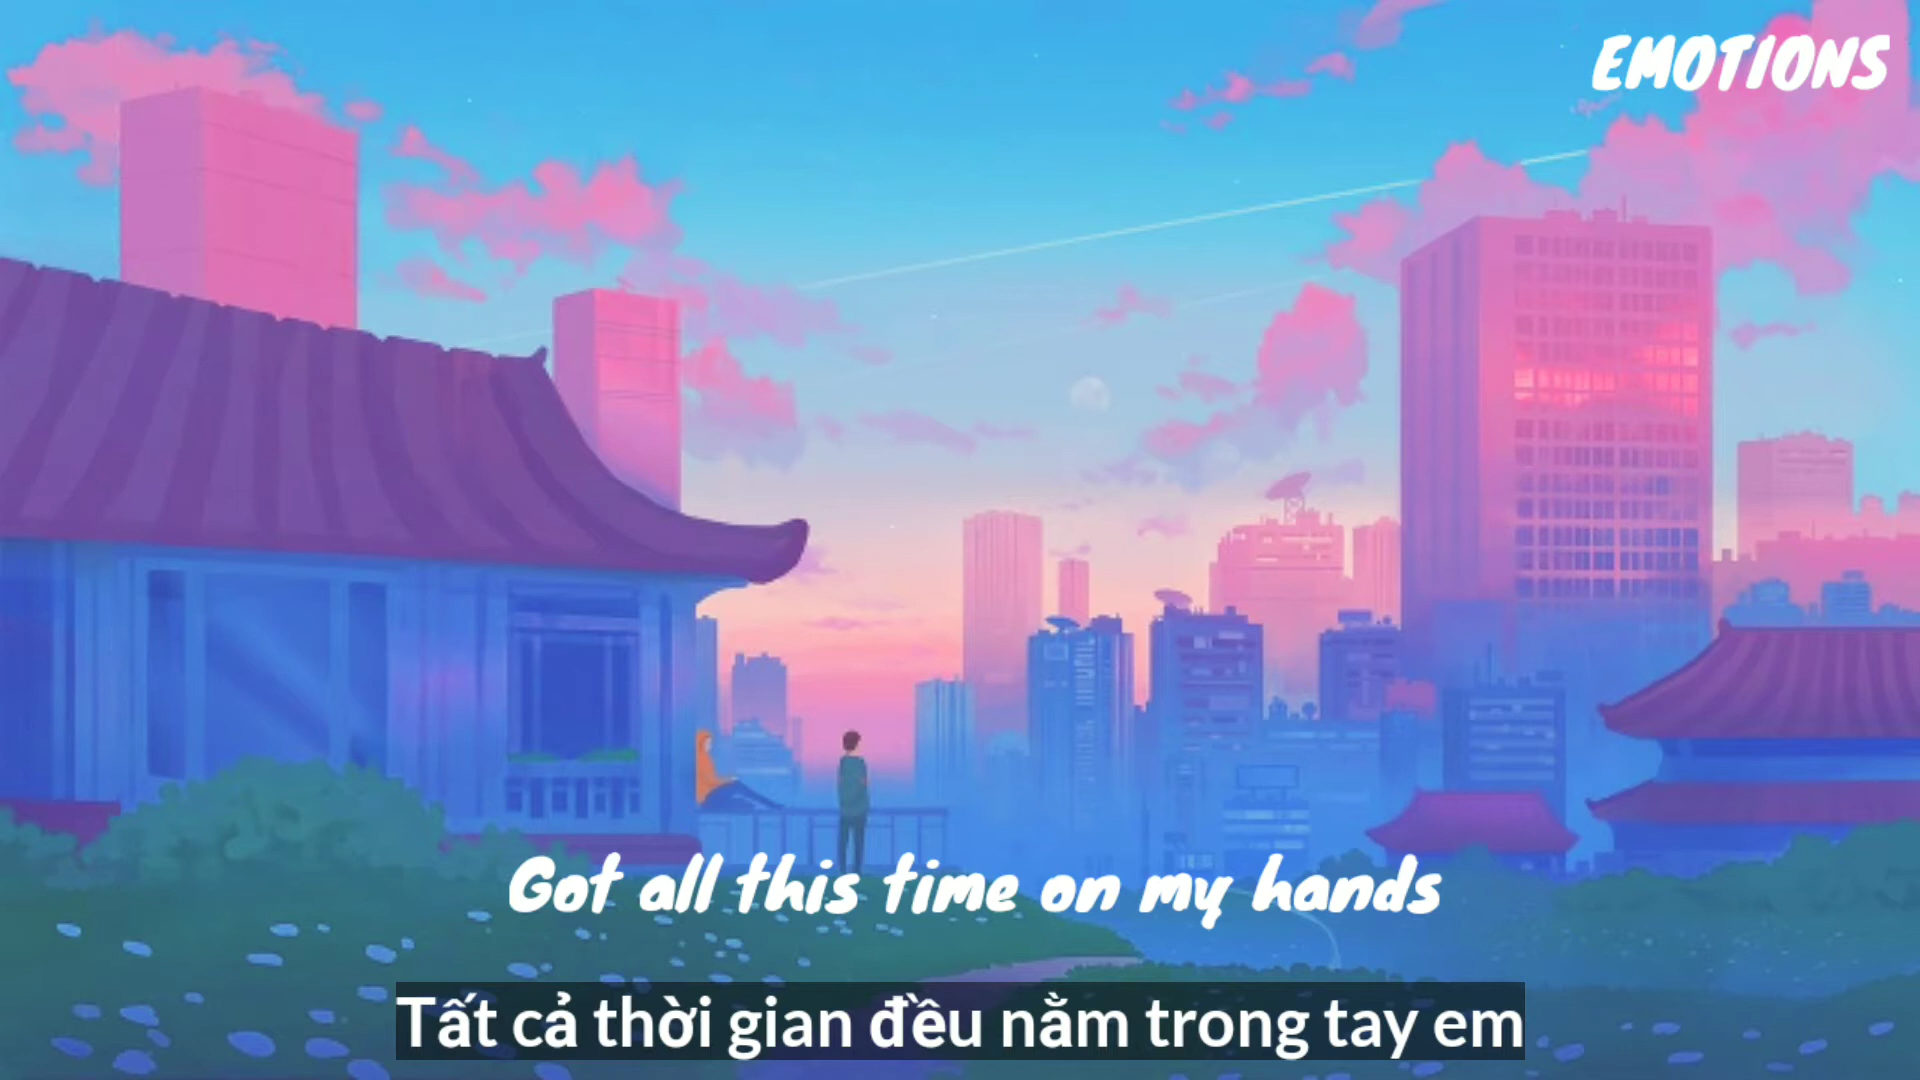 EMOTIONS
Got all this time on my hands
Tất cả thời gian đều nằm trong tay em